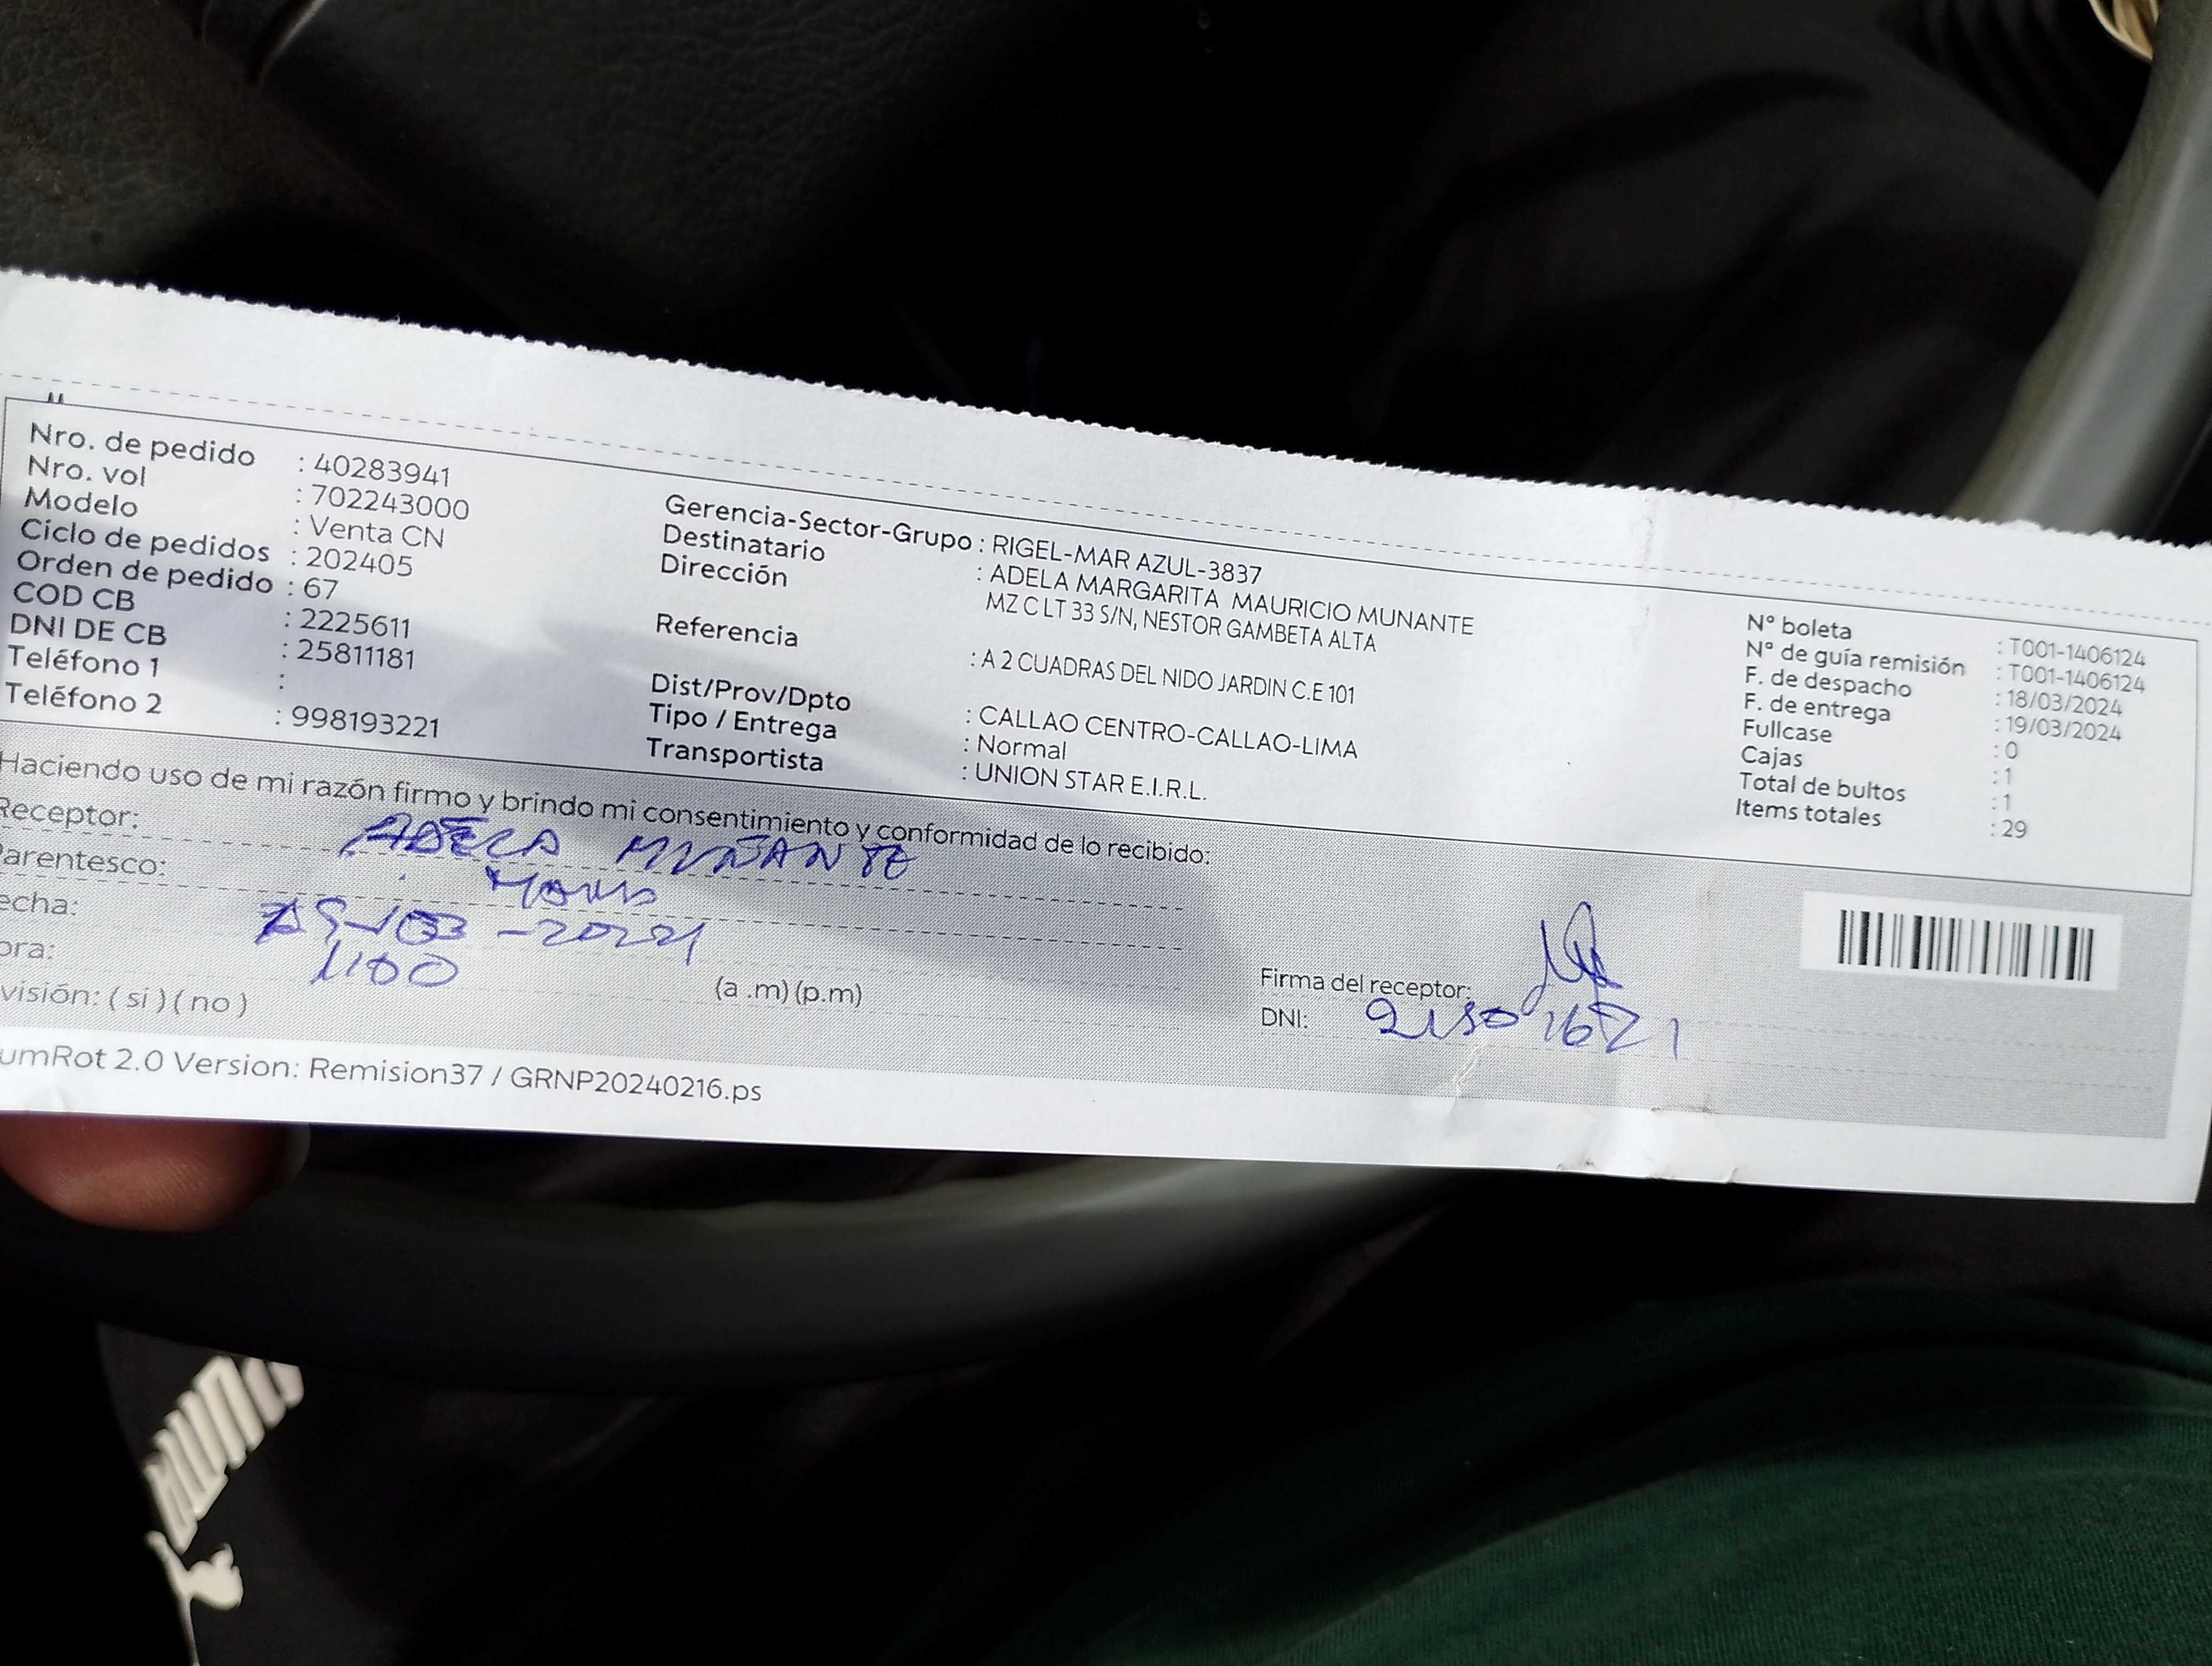 Nro. de pedido : 40283941
Nro. vol : 702243000
Modelo : Venta CN
Ciclo de pedidos : 202405
Orden de pedido : 67
COD CB : 2225611
DNI DE CB : 25811181
Teléfono 1 :
Teléfono 2 : 998193221
Gerencia-Sector-Grupo : RIGEL-MAR AZUL-3837
Destinatario : ADELA MARGARITA MAURICIO MUNANTE
Dirección MZ C LT 33 S/N, NESTOR GAMBETA ALTA
Referencia : A 2 CUADRAS DEL NIDO JARDIN C.E 101
Dist/Prov/Dpto : CALLAO CENTRO-CALLAO-LIMA
Tipo / Entrega : Normal
Transportista : UNION STAR E.I.R.L.
N° boleta : T001-1406124
N° de guía remisión : T001-1406124
F. de despacho : 18/03/2024
F. de entrega : 19/03/2024
Fullcase : 0
Cajas : 1
Total de bultos : 1
Items totales : 29
Haciendo uso de mi razón firmo y brindo mi consentimiento y conformidad de lo recibido:
Receptor: ADELA MUÑANTE
Parentesco:
echa:
ora: 1100 (a .m) (p.m)
visión: ( si ) ( no )
Firma del receptor:
DNI:
umRot 2.0 Version: Remision37 / GRNP20240216.ps